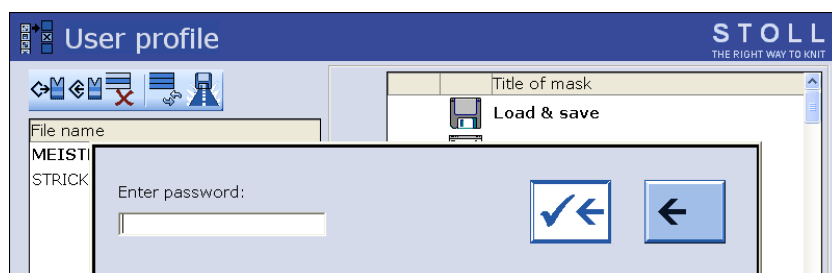 User profile
STOLL
THE RIGHT WAY TO KNIT
File name
MEISTI
STRICK
Title of mask
Load & save
Enter password: